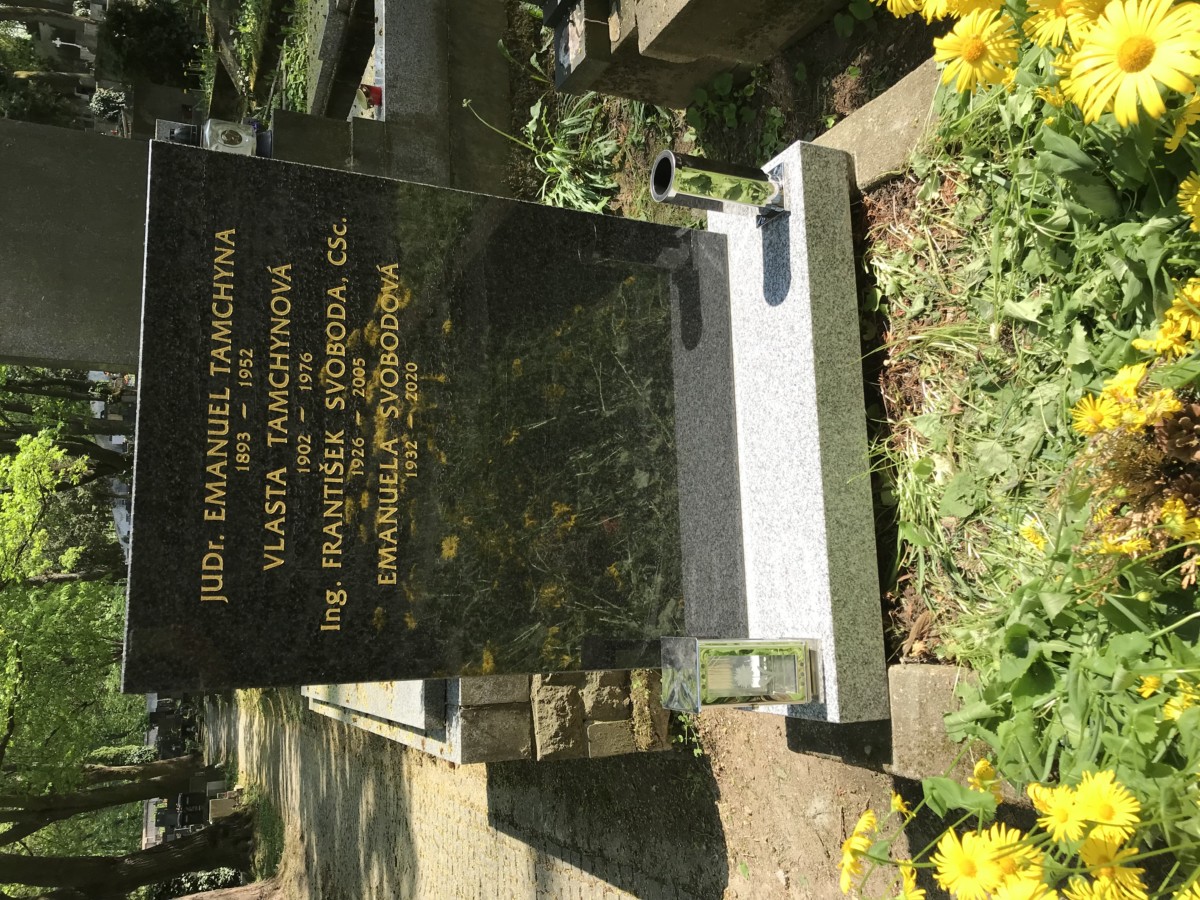 JUDr. EMANUEL TAMCHYNA
1893 – 1952
VLASTA TAMCHYNOVÁ
1902 – 1976
Ing. FRANTIŠEK SVOBODA, CSc.
1926 – 2005
EMANUELA SVOBODOVÁ
1932 – 2020